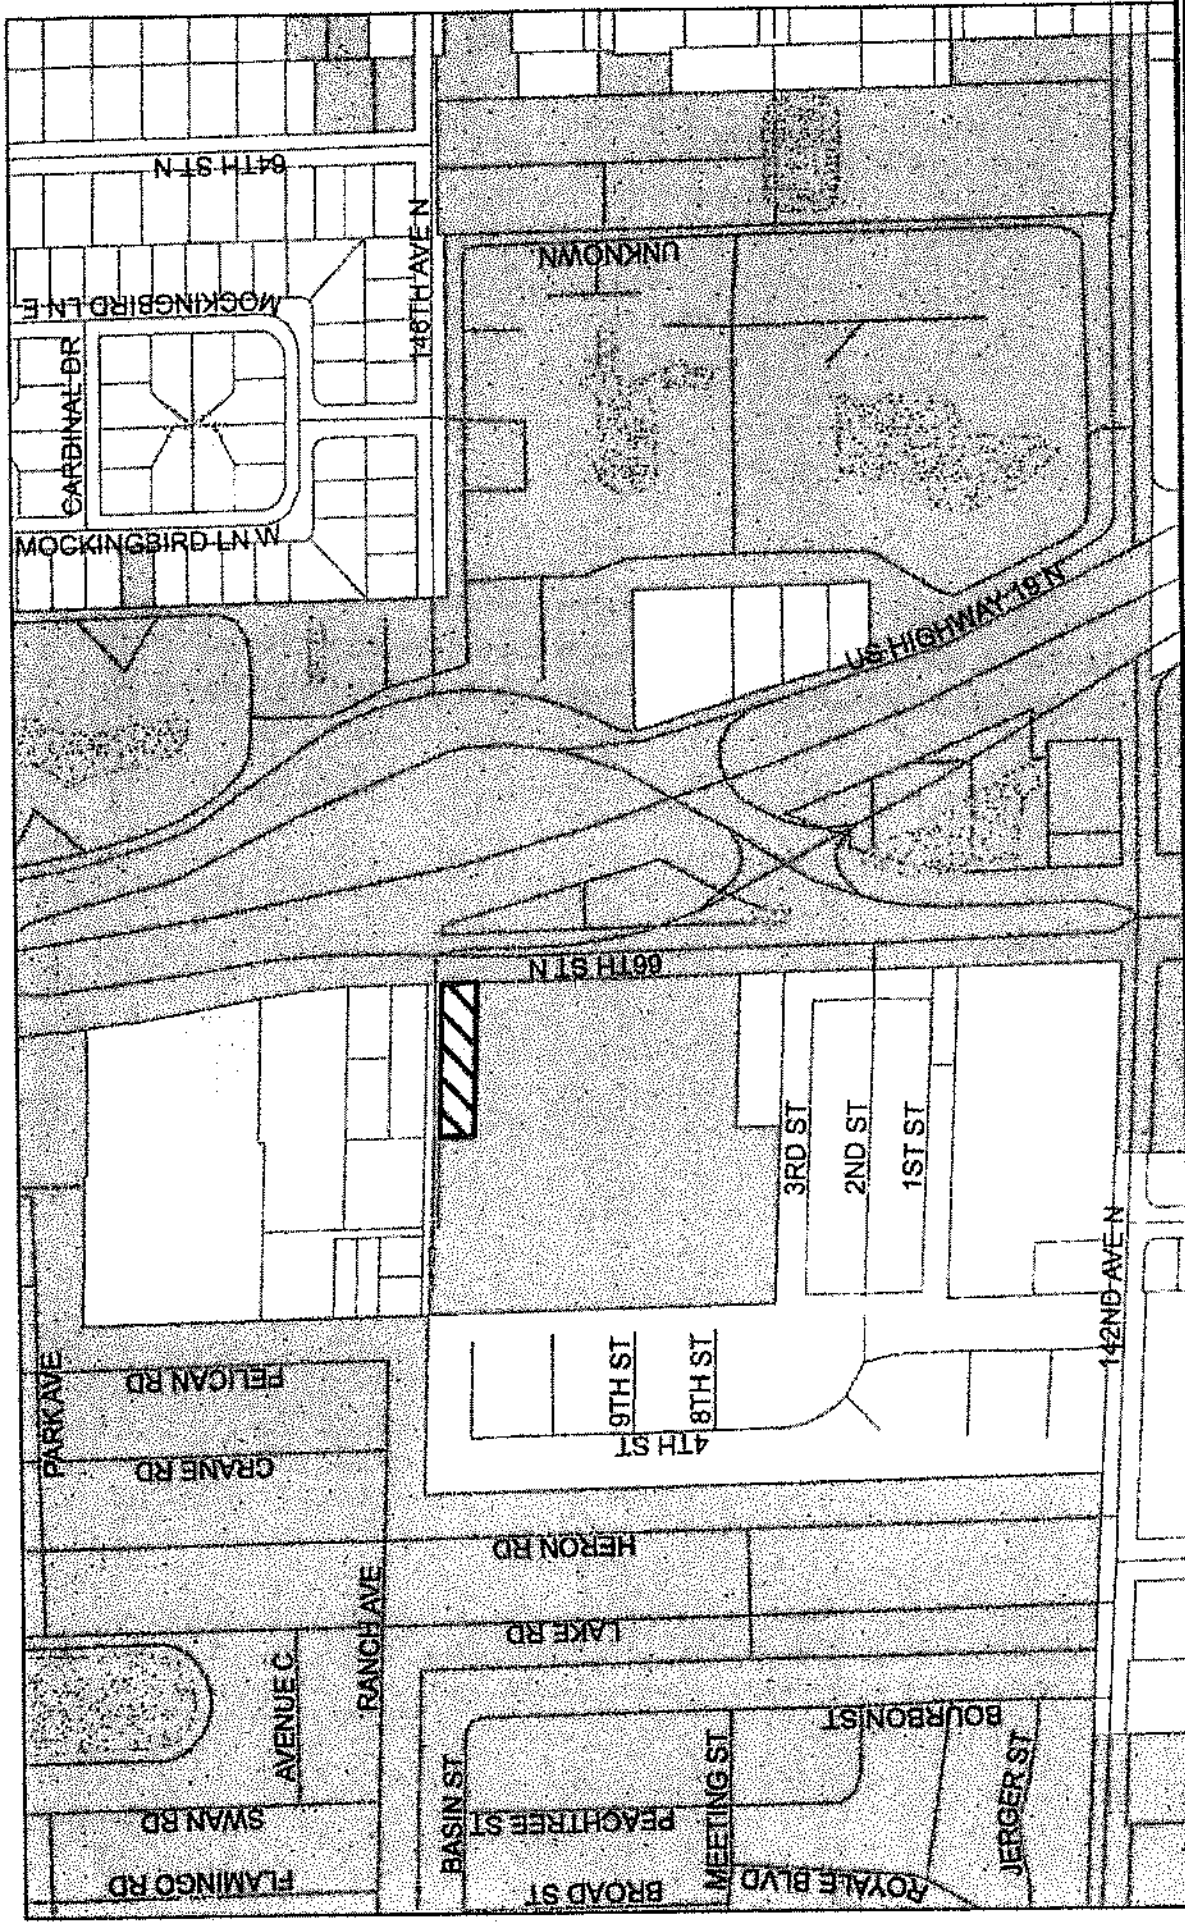 64TH ST N
MOCKINGBIRD LN E
CARDINAL DR
MOCKINGBIRD LN W
146TH AVE N
UNKNOWN
US HIGHWAY 19 N
66TH ST N
3RD ST
2ND ST
1ST ST
142ND AVE N
9TH ST
8TH ST
4TH ST
PARK AVE
PELICAN RD
CRANE RD
HERON RD
RANCH AVE
LAKE RD
AVENUE C
SWAN RD
FLAMINGO RD
BASIN ST
PEACHTREE ST
BROAD ST
MEETING ST
BOURBON ST
ROYALE BLVD
JERGER ST